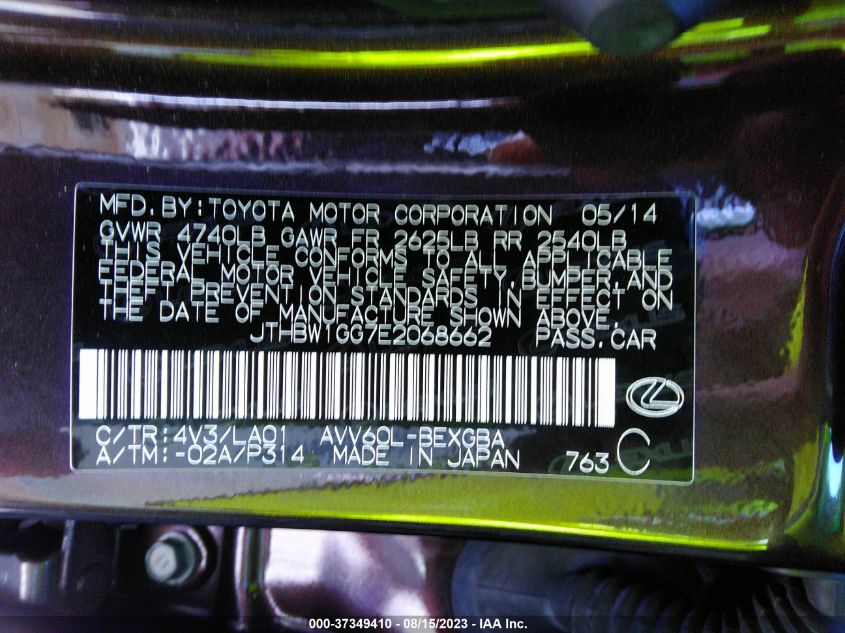 MFD.BY:TOYOTA MOTOR CORPORATION 05/14
GVWR 4740LB GAWR FR 2625LB RR 2540LB
THIS VEHICLE CONFORMS TO ALL APPLICABLE
FEDERAL MOTOR VEHICLE SAFETY,BUMPER,AND
THEFT PREVENTION STANDARDS IN EFFECT ON
THE DATE OF MANUFACTURE SHOWN ABOVE.
JTHBW1GG7E2068662 PASS.CAR
C/TR:4V3/LA01 AVV60L-BEXGBA
A/TM:-02A/P314 MADE IN JAPAN 763 C
000-37349410 - 08/15/2023 - IAA Inc.